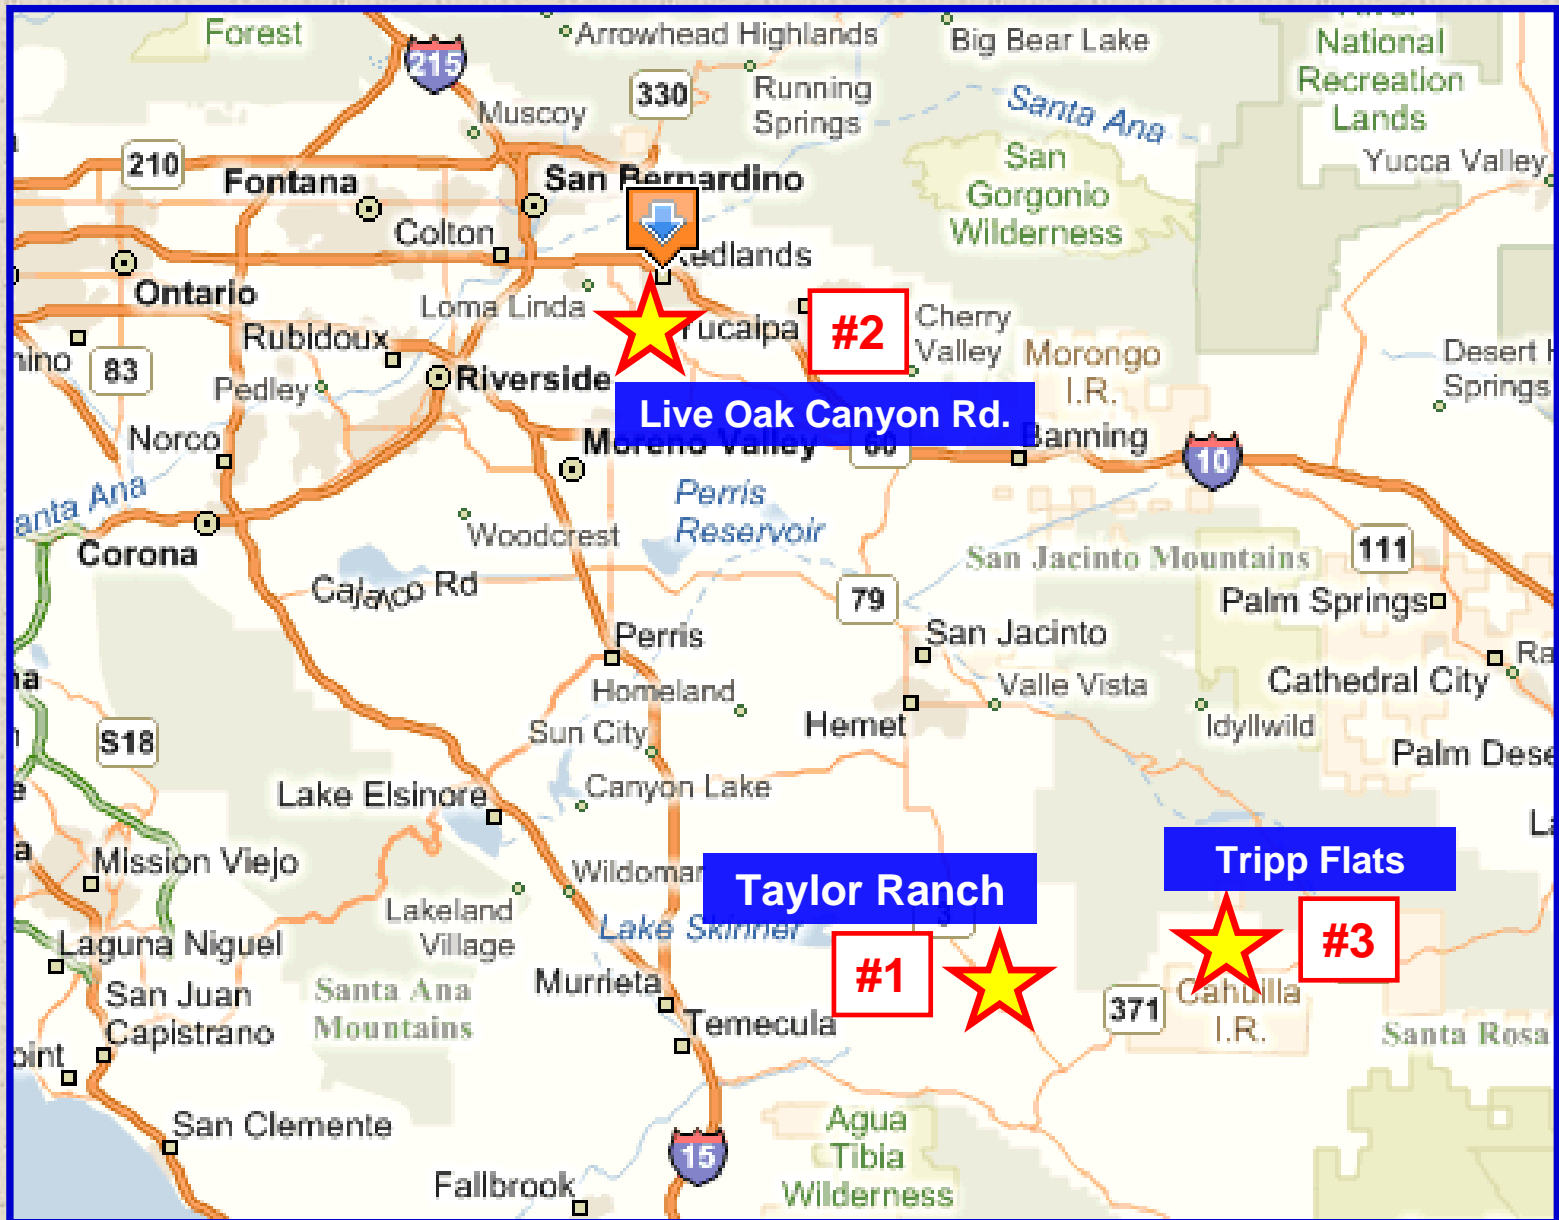 Forest
215
Arrowhead Highlands
Big Bear Lake
National
Recreation
Lands
330
Running
Springs
Santa Ana
Muscoy
210
Fontana
San Bernardino
San
Gorgonio
Wilderness
Yucca Valley
Colton
Redlands
Ontario
Loma Linda
Yucaipa
#2
Cherry
Valley
Rubidoux
83
Pedley
Riverside
Morongo
I.R.
Desert H
Springs
Live Oak Canyon Rd.
Norco
Moreno Valley
60
Banning
10
Santa Ana
Perris
Reservoir
Woodcrest
Corona
San Jacinto Mountains
111
Cajalco Rd
79
Palm Springs
Perris
San Jacinto
Ra
Homeland
Valle Vista
Cathedral City
Sun City
Hemet
Idyllwild
S18
Palm Dese
Canyon Lake
Lake Elsinore
La
Mission Viejo
Wildomar
Taylor Ranch
Tripp Flats
Lakeland
Village
Lake Skinner
3
#3
Laguna Niguel
#1
Murrieta
San Juan
Capistrano
Santa Ana
Mountains
Temecula
371
Cahuilla
I.R.
Santa Rosa
oint
San Clemente
Agua
Tibia
Wilderness
15
Fallbrook